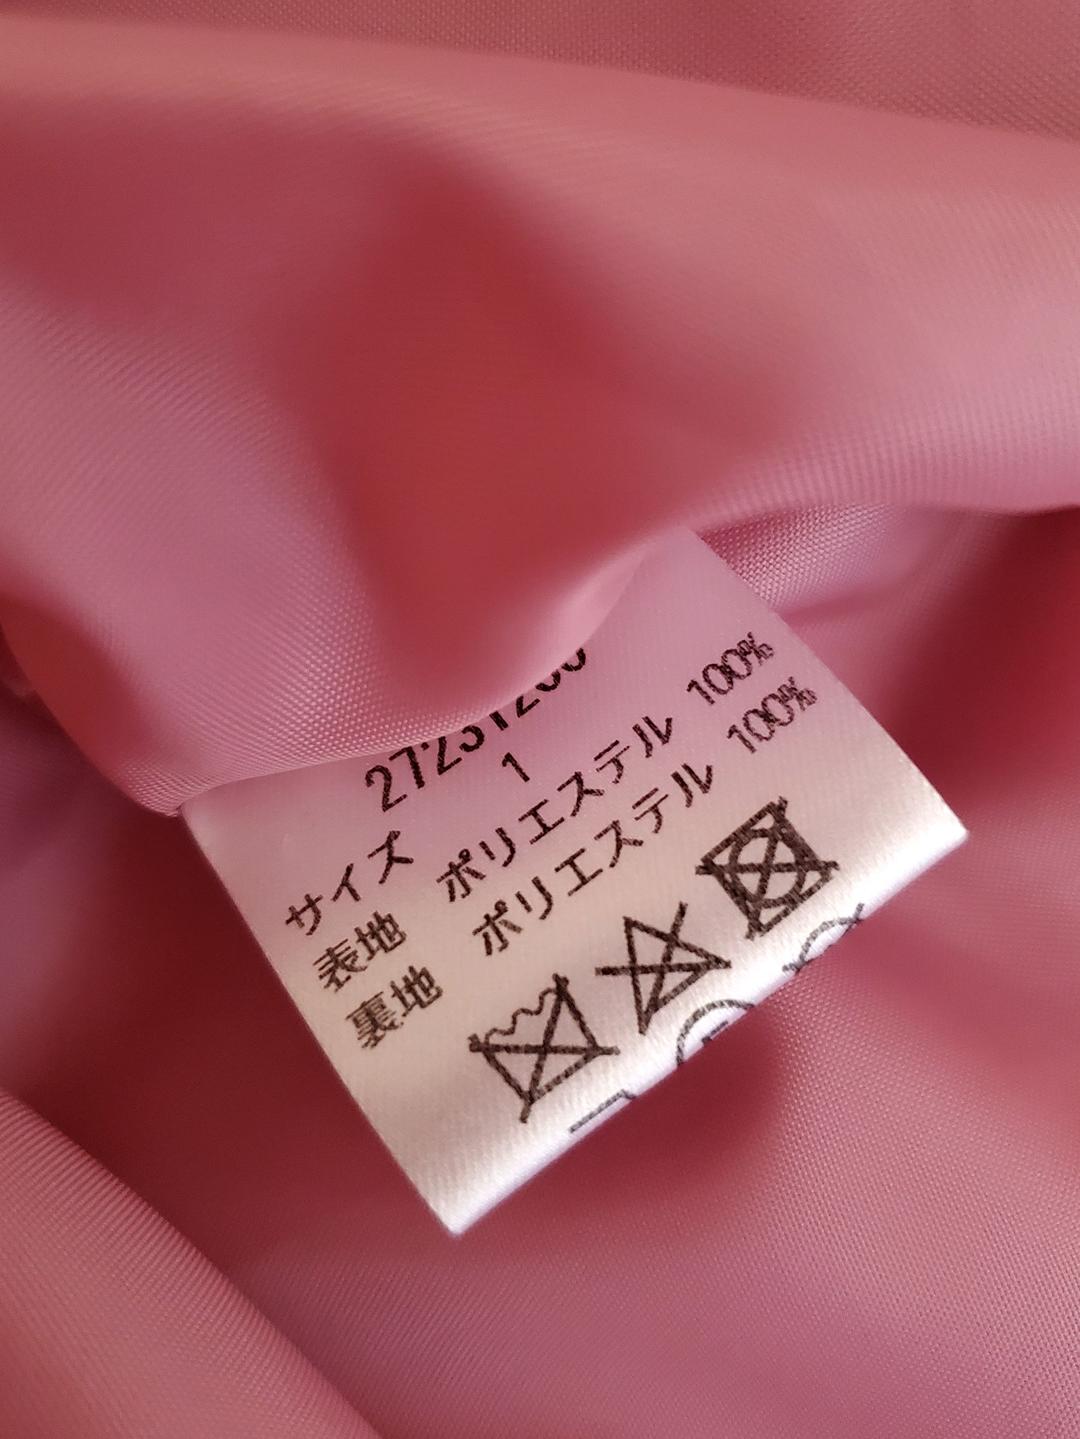 サイズ 1
表地 ポリエステル 100%
裏地 ポリエステル 100%